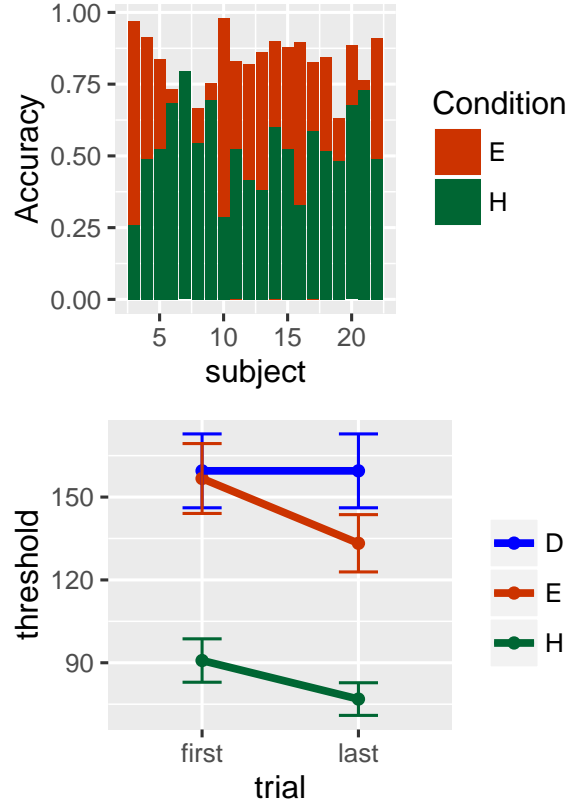 1.00
0.75
0.50
0.25
0.00
Accuracy
5 10 15 20
subject
Condition
E
H
150
120
90
threshold
first last
trial
D
E
H